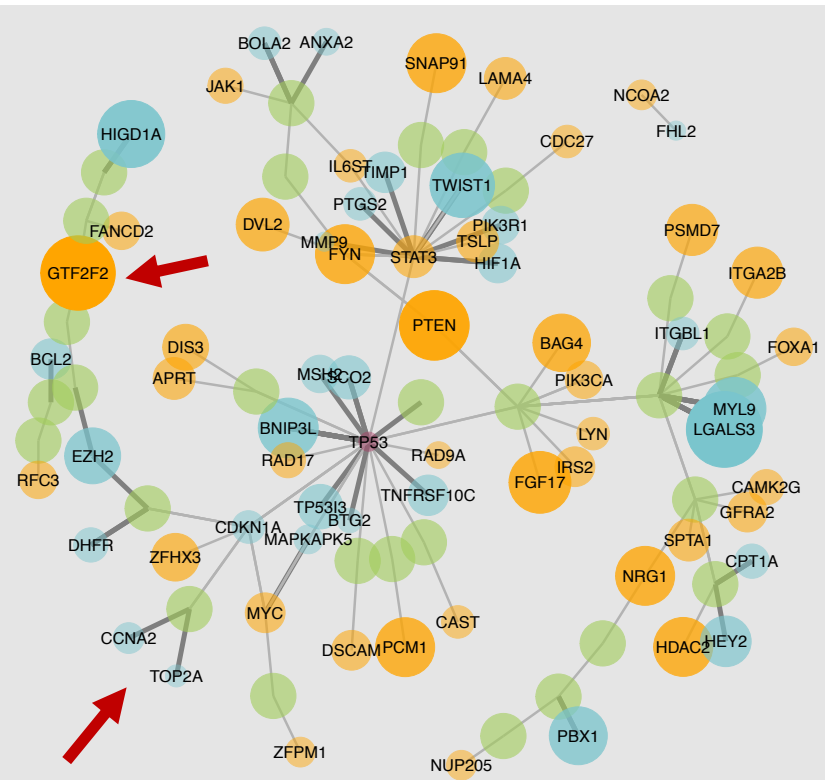 BOLA2
ANXA2
SNAP91
LAMA4
JAK1
NCOA2
HIGD1A
FHL2
CDC27
IL6ST
TIMP1
TWIST1
PTGS2
DVL2
FANCD2
PIK3R1
PSMD7
MMP9
TSLP
FYN
STAT3
HIF1A
GTF2F2
ITGA2B
PTEN
ITGBL1
BAG4
DIS3
FOXA1
BCL2
MSH2
SCO2
APRT
PIK3CA
MYL9
BNIP3L
LGALS3
LYN
TP53
EZH2
RAD17
RAD9A
IRS2
RFC3
FGF17
CAMK2G
TNFRSF10C
TP53I3
GFRA2
BTG2
CDKN1A
MAPKAPK5
SPTA1
DHFR
ZFHX3
CPT1A
NRG1
MYC
CAST
CCNA2
HEY2
HDAC2
PCM1
DSCAM
TOP2A
PBX1
ZFPM1
NUP205